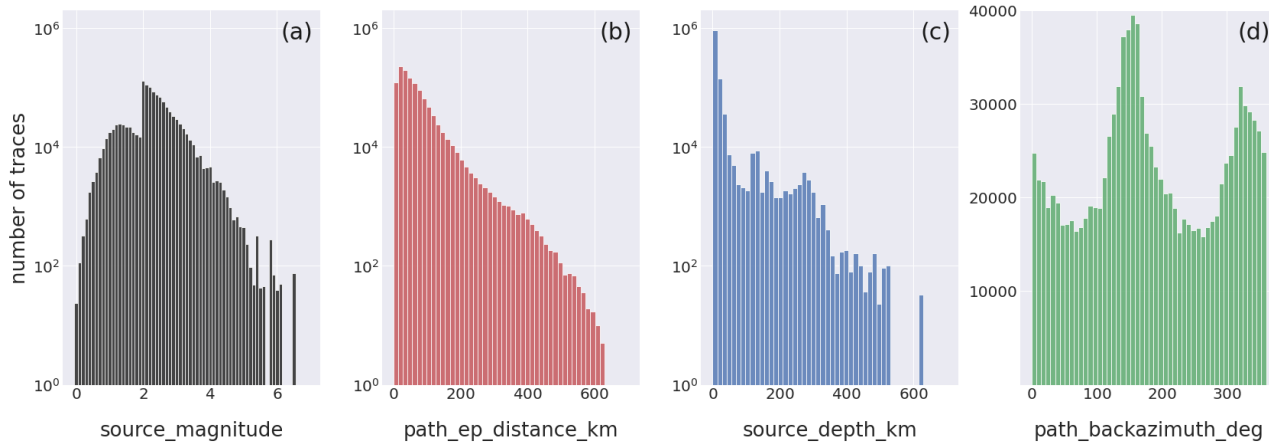 (a)
(b)
(c)
(d)
number of traces
10^6
10^4
10^2
10^0
0 2 4 6
source_magnitude
10^6
10^4
10^2
10^0
0 200 400 600
path_ep_distance_km
10^6
10^4
10^2
10^0
0 200 400 600
source_depth_km
40000
30000
20000
10000
0 100 200 300
path_backazimuth_deg